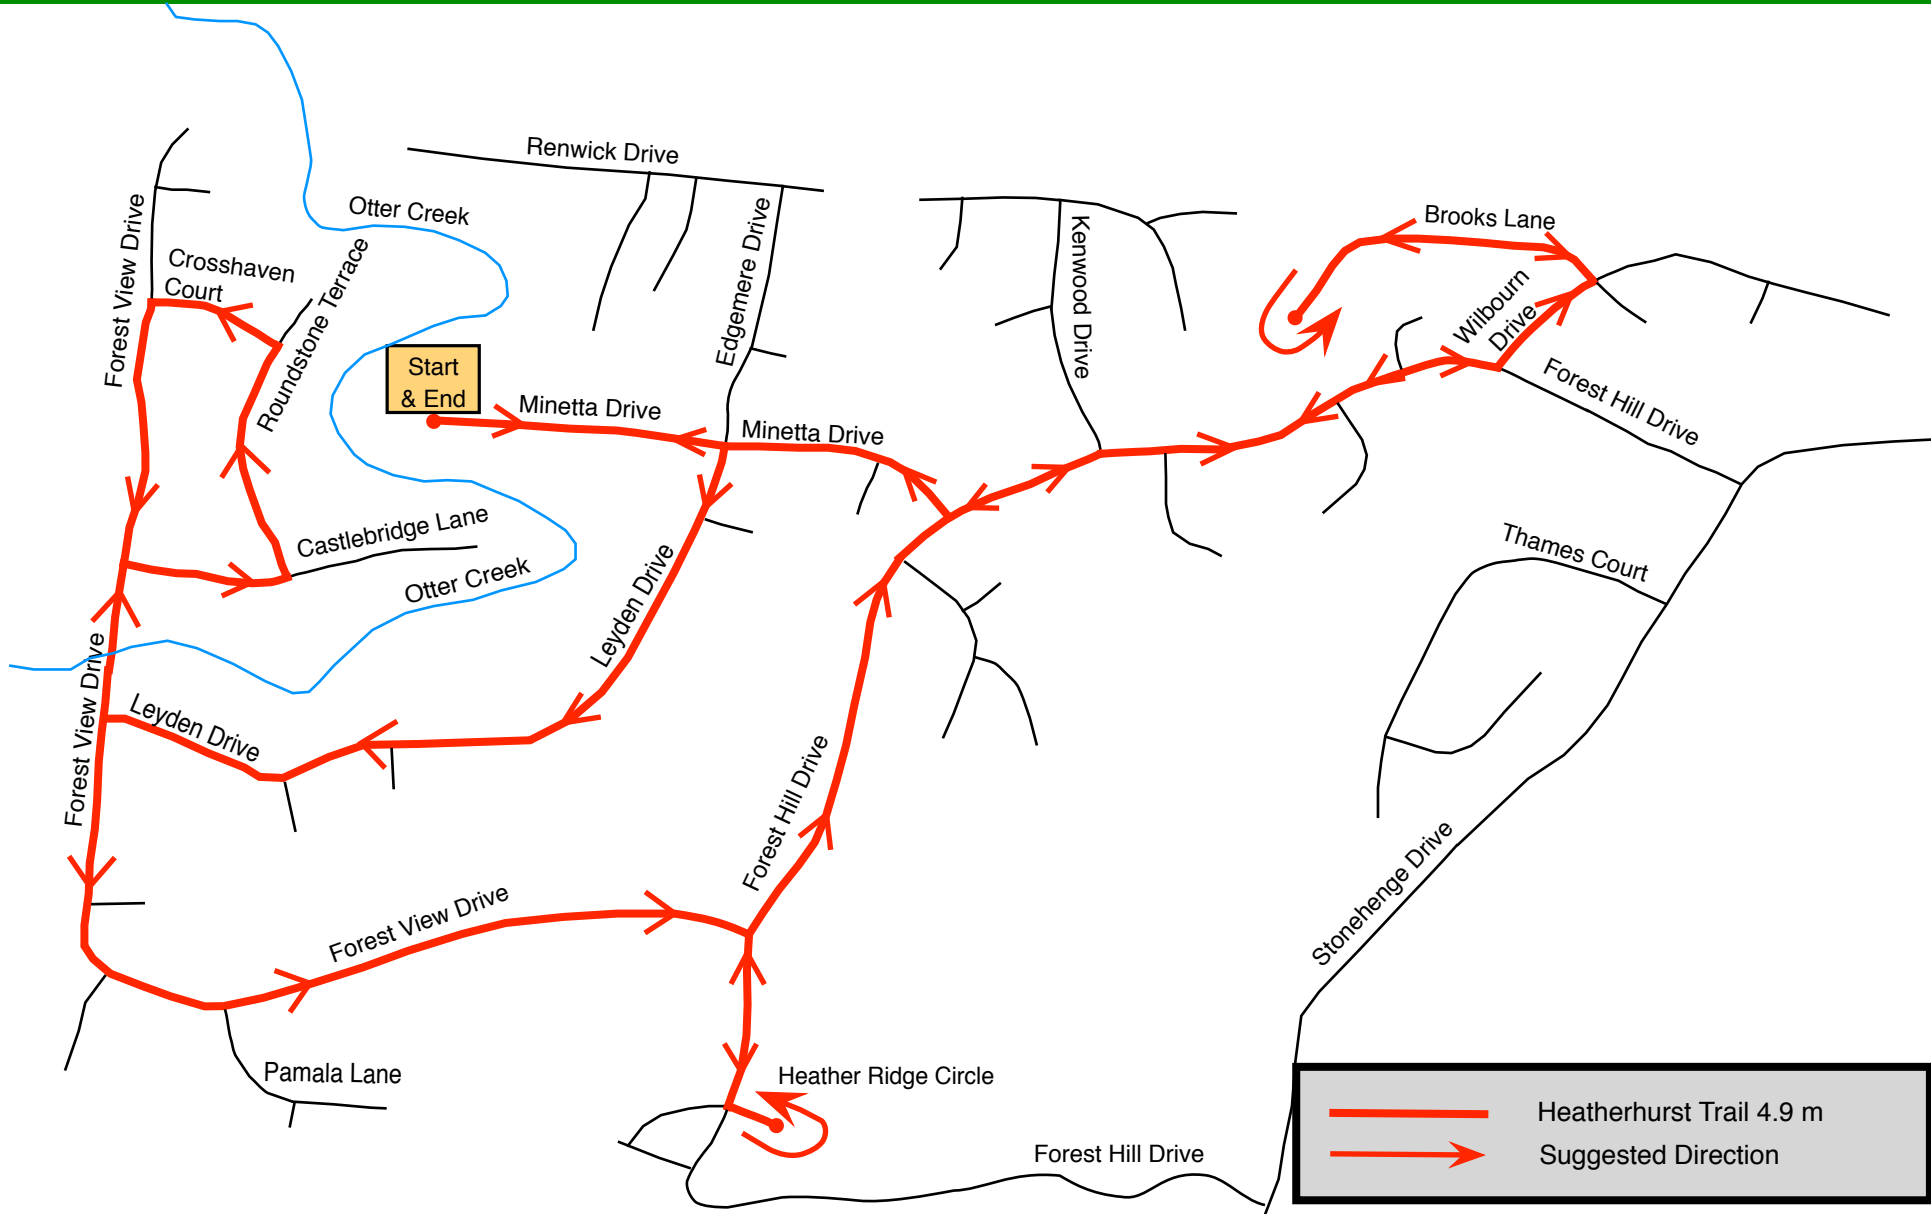 Renwick Drive
Otter Creek
Forest View Drive
Crosshaven
Court
Roundstone Terrace
Edgemere Drive
Kenwood Drive
Brooks Lane
Wilbourn
Drive
Start
& End
Minetta Drive
Minetta Drive
Forest Hill Drive
Castlebridge Lane
Otter Creek
Leyden Drive
Thames Court
Forest View Drive
Leyden Drive
Forest Hill Drive
Stonehenge Drive
Forest View Drive
Pamala Lane
Heather Ridge Circle
Forest Hill Drive
Heatherhurst Trail 4.9 m
Suggested Direction